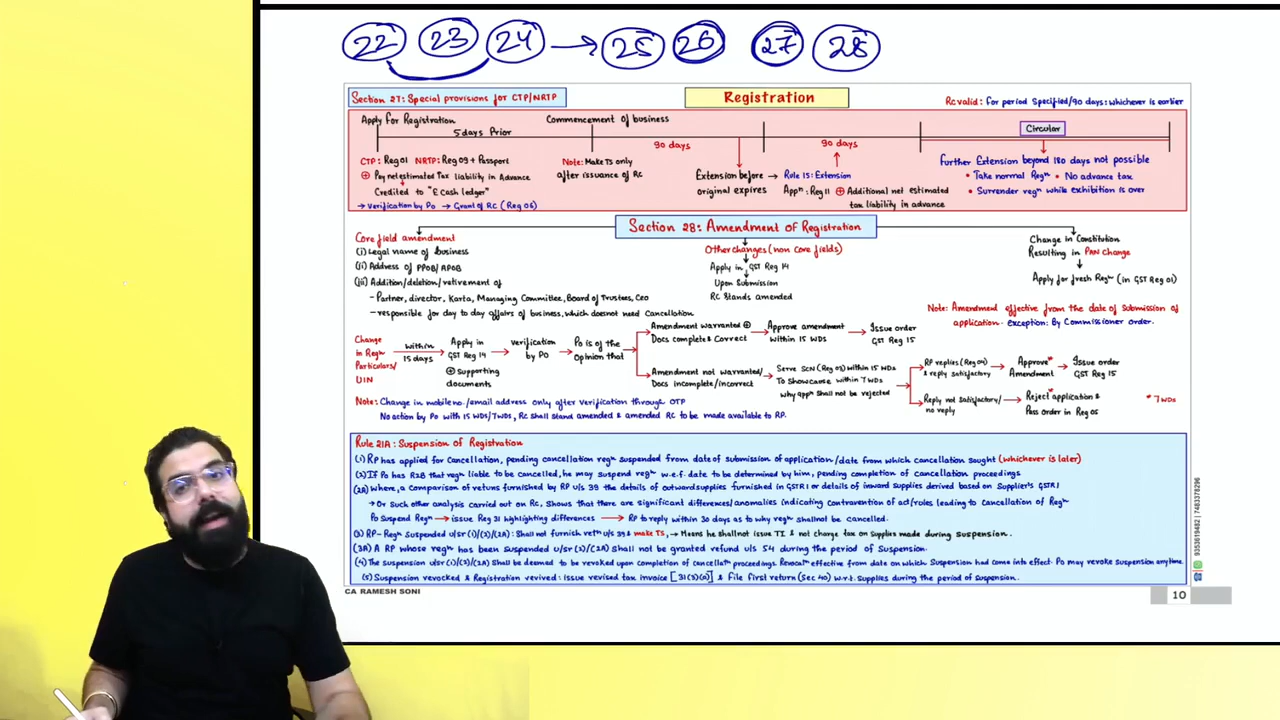 22 23 24 → 25 26 27 28
Section 27: Special provisions for CTP/NRTP
Registration
RC valid: For period specified/90 days: whichever is earlier
Apply for Registration
5 days Prior
Commencement of business
90 days
90 days
Circular
CTP: Reg 01 NRTP: Reg 09 + Passport
⊕ Pay net estimated Tax liability in Advance
Credited to "E Cash ledger"
→ Verification by PO → Grant of RC (Reg 06)
Note: Make TS only
after issuance of RC
Extension before → Rule 15: Extension
original expires
Appⁿ: Reg 11 ⊕ Additional net estimated
tax liability in advance
Further Extension beyond 180 days not possible
• Take normal Regⁿ • No advance tax
• Surrender regⁿ while exhibition is over
Section 28: Amendment of Registration
Core field amendment
(i) Legal name of business
(ii) Address of PPOB/APOB
(iii) Addition/deletion/retirement of
- Partner, director, Karta, Managing Committee, Board of Trustees, CEO
- responsible for day to day affairs of business, which doesnot need Cancellation
Other changes (non core fields)
Apply in GST Reg 14
Upon Submission
RC Stands amended
Change in Constitution
Resulting in PAN Change
Apply for fresh Regⁿ (in GST Reg 01)
Note: Amendment effective from the date of submission of
application. Exception: By Commissioner order.
Change
in Regⁿ
Particulars/
UIN
within
15 days
Apply in
GST Reg 14
⊕ Supporting
documents
→ verification
by PO
→ PO is of the
Opinion that
Amendment warranted ⊕
Docs complete & Correct
→ Approve amendment
within 15 WDs
→ Issue order
GST Reg 15
Amendment not warranted/
Docs incomplete/incorrect
→ Serve SCN (Reg 03) within 15 WDs
To Showcause within 7 WDs
why appⁿ shall not be rejected
RP replies (Reg 04)
& reply satisfactory
→ Approve*
Amendment
→ Issue order
GST Reg 15
Reply not satisfactory/
no reply
→ Reject application &*
Pass order in Reg 05
* 7 WDs
Note: Change in mobile no./email address only after verification through OTP
No action by PO with 15 WDs/7WDs, RC shall stand amended & amended RC to be made available to RP.
Rule 21A: Suspension of Registration
(1) RP has applied for cancellation, pending cancellation regⁿ suspended from date of submission of application/date from which cancellation sought (whichever is later)
(2) If PO has R2B that regⁿ liable to be cancelled, he may suspend regⁿ w.e.f. date to be determined by him, pending completion of cancellation proceedings
(2A) Where, a comparison of returns furnished by RP u/s 39 the details of outward supplies furnished in GSTR1 or details of inward supplies derived based on Supplier's GSTR1
→ Or Such other analysis carried out on Rc, Shows that there are significant differences/anomalies indicating contravention of act/rules leading to Cancellation of Regⁿ
PO Suspend Regⁿ → issue Reg 31 highlighting differences → RP to reply within 30 days as to why regⁿ shall not be cancelled.
(3) RP-Regⁿ Suspended u/sr (1)/(2)/(2A): Shall not furnish retⁿ u/s 39 & make TS, → Means he shall not issue TI & not charge tax on Supplies made during suspension.
(3A) A RP whose regⁿ has been suspended u/sr (2)/(2A) Shall not be granted refund u/s 54 during the period of Suspension.
(4) The suspension u/sr (1)/(2)/(2A) Shall be deemed to be revoked upon completion of cancellatⁿ proceedings. Revocatⁿ effective from date on which Suspension had come into effect. PO may revoke suspension anytime
(5) Suspension revocked & Registration revived: issue revised tax invoice [31(3)(a)] & File first return (Sec 40) w.r.t. Supplies during the period of suspension.
CA RAMESH SONI
10